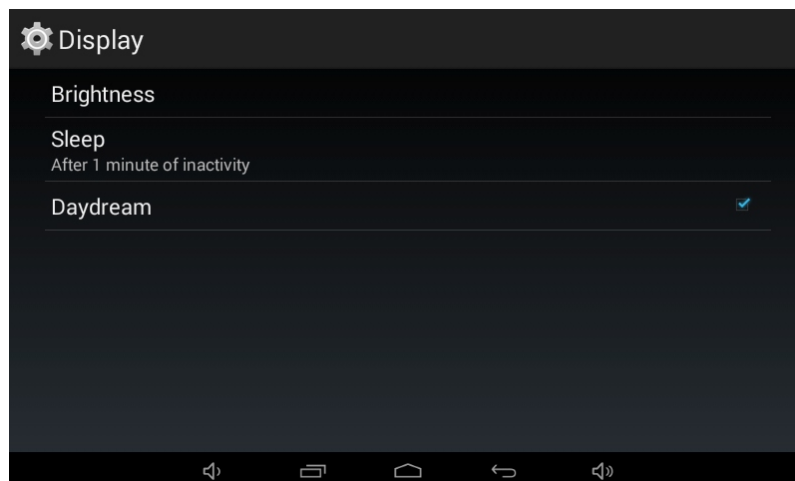 Display
Brightness
Sleep
After 1 minute of inactivity
Daydream